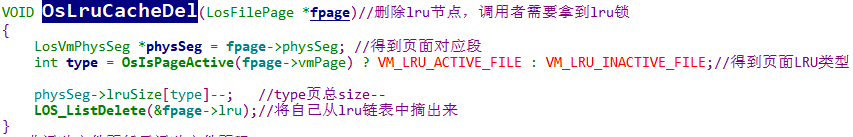 VOID OsLruCacheDel(LosFilePage *fpage)//删除lru节点，调用者需要拿到lru锁
{
    LosVmPhysSeg *physSeg = fpage->physSeg; //得到页面对应段
    int type = OsIsPageActive(fpage->vmPage) ? VM_LRU_ACTIVE_FILE : VM_LRU_INACTIVE_FILE;//得到页面LRU类型
    physSeg->lruSize[type]--;   //type页总size--
    LOS_ListDelete(&fpage->lru);//将自己从lru链表中摘出来
}